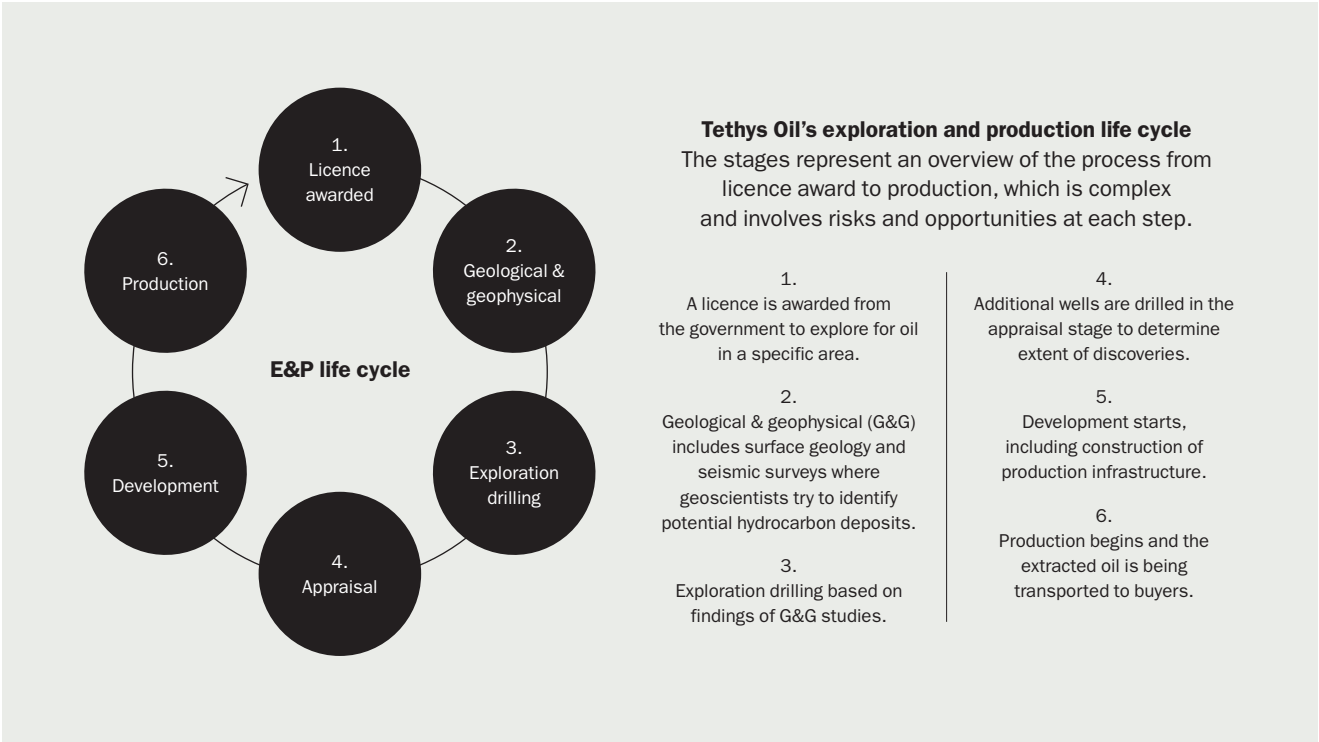 1.
Licence
awarded
2.
Geological &
geophysical
3.
Exploration
drilling
4.
Appraisal
5.
Development
6.
Production
E&P life cycle
Tethys Oil’s exploration and production life cycle
The stages represent an overview of the process from
licence award to production, which is complex
and involves risks and opportunities at each step.
1.
A licence is awarded from
the government to explore for oil
in a specific area.
2.
Geological & geophysical (G&G)
includes surface geology and
seismic surveys where
geoscientists try to identify
potential hydrocarbon deposits.
3.
Exploration drilling based on
findings of G&G studies.
4.
Additional wells are drilled in the
appraisal stage to determine
extent of discoveries.
5.
Development starts,
including construction of
production infrastructure.
6.
Production begins and the
extracted oil is being
transported to buyers.